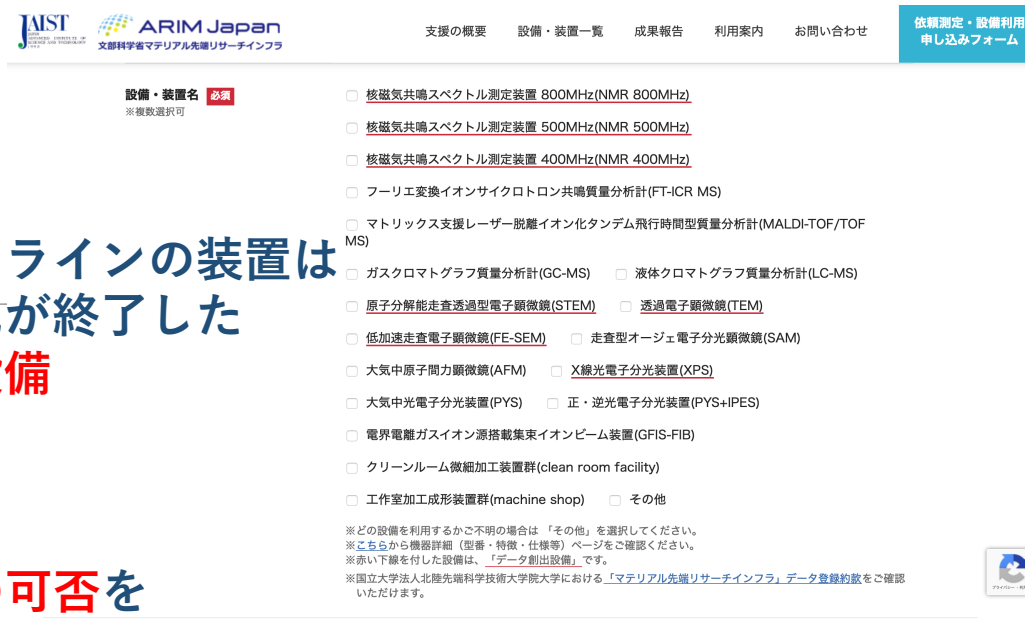 JAIST
ARIM Japan
文部科学省マテリアル先端リサーチインフラ
支援の概要
設備・装置一覧
成果報告
利用案内
お問い合わせ
依頼測定・設備利用
申し込みフォーム
設備・装置名 必須
※複数選択可
核磁気共鳴スペクトル測定装置 800MHz(NMR 800MHz)
核磁気共鳴スペクトル測定装置 500MHz(NMR 500MHz)
核磁気共鳴スペクトル測定装置 400MHz(NMR 400MHz)
フーリエ変換イオンサイクロトロン共鳴質量分析計(FT-ICR MS)
マトリックス支援レーザー脱離イオン化タンデム飛行時間型質量分析計(MALDI-TOF/TOF
MS)
ガスクロマトグラフ質量分析計(GC-MS) 液体クロマトグラフ質量分析計(LC-MS)
原子分解能走査透過型電子顕微鏡(STEM) 透過電子顕微鏡(TEM)
低加速走査電子顕微鏡(FE-SEM) 走査型オージェ電子分光顕微鏡(SAM)
大気中原子間力顕微鏡(AFM) X線光電子分光装置(XPS)
大気中光電子分光装置(PYS) 正・逆光電子分光装置(PYS+IPES)
電界電離ガスイオン源搭載集束イオンビーム装置(GFIS-FIB)
クリーンルーム微細加工装置群(clean room facility)
工作室加工成形装置群(machine shop) その他
※どの設備を利用するかご不明の場合は 「その他」を選択してください。
※こちらから機器詳細（型番・特徴・仕様等）ページをご確認ください。
※赤い下線を付した設備は、「データ創出設備」です。
※国立大学法人北陸先端科学技術大学院大学における「マテリアル先端リサーチインフラ」データ登録約款をご確認
いただけます。
ラインの装置は
が終了した
備
可否を